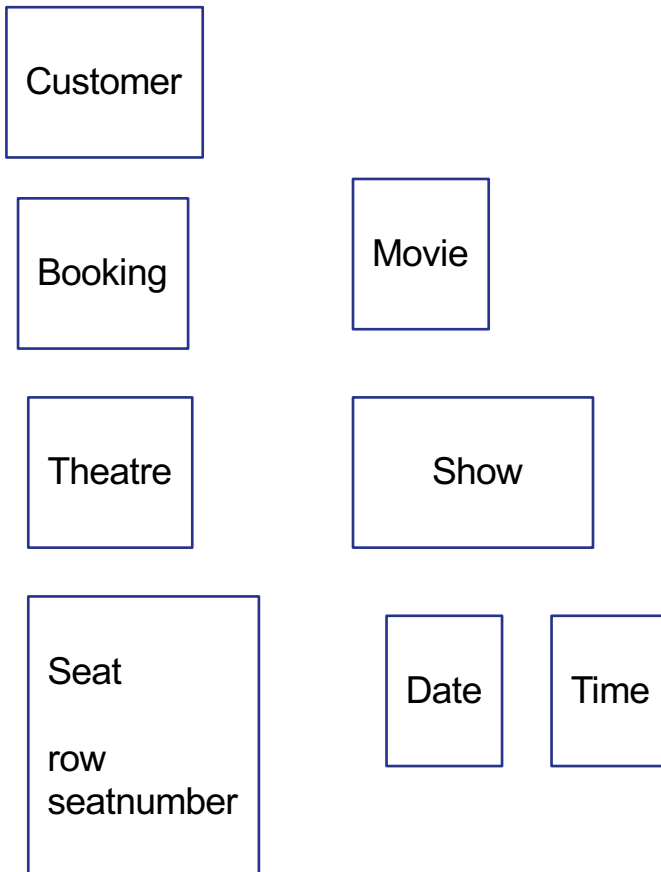 Customer
Booking
Movie
Theatre
Show
Seat
row
seatnumber
Date
Time